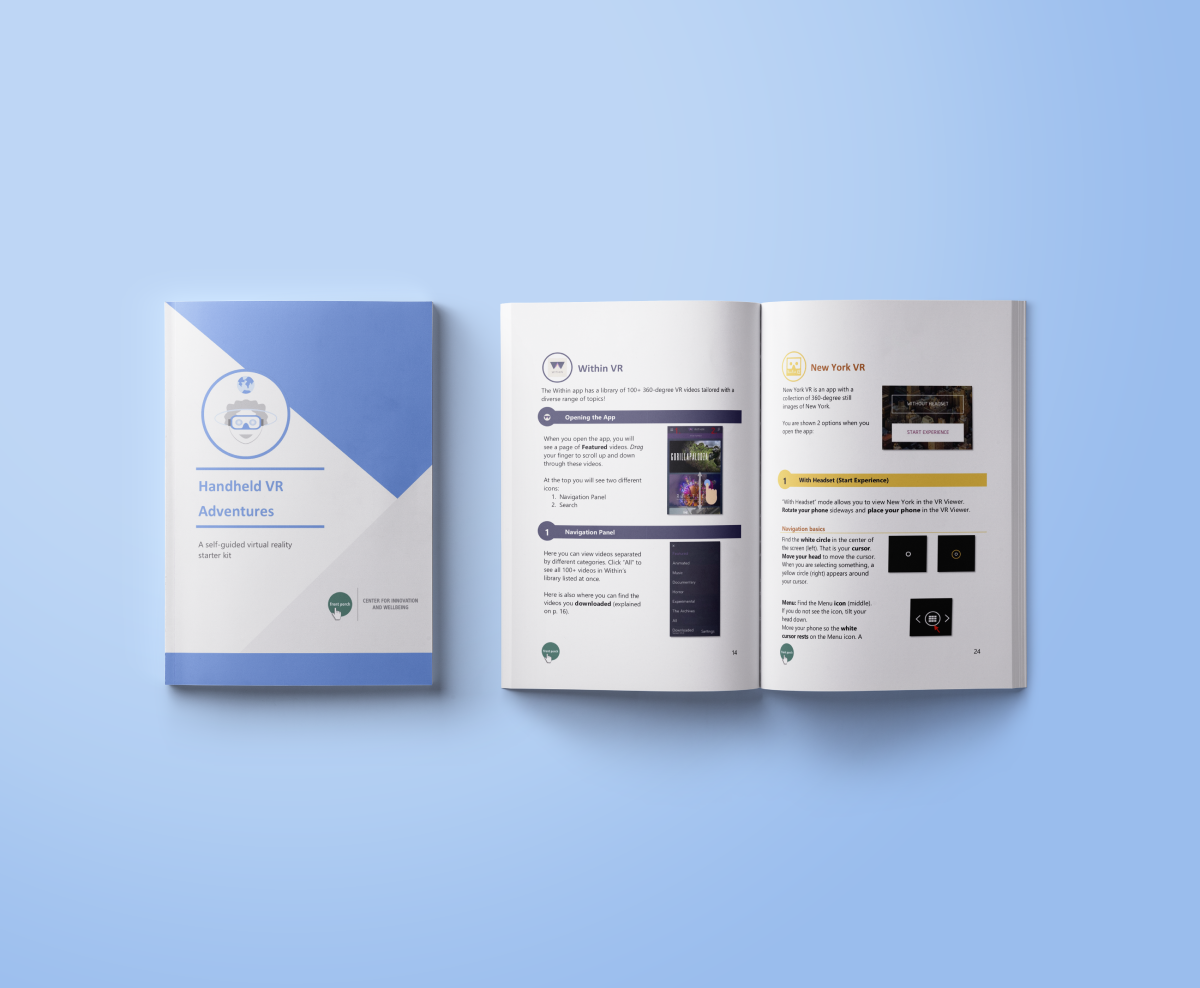 Handheld VR
Adventures
A self-guided virtual reality
starter kit
front porch
CENTER FOR INNOVATION
AND WELLBEING
Within VR
The Within app has a library of 100+ 360-degree VR videos tailored with a
diverse range of topics!
Opening the App
When you open the app, you will
see a page of Featured videos. Drag
your finger to scroll up and down
through these videos.
At the top you will see two different
icons:
1. Navigation Panel
2. Search
GORILLAPALOOZA
1 Navigation Panel
Here you can view videos separated
by different categories. Click "All" to
see all 100+ videos in Within's
library listed at once.
Here is also where you can find the
videos you downloaded (explained
on p. 16).
Animated
Music
Documentary
Horror
Experimental
The Archives
All
Downloaded
Settings
front porch
14
New York VR
New York VR is an app with a
collection of 360-degree still
images of New York.
You are shown 2 options when you
open the app:
WITHOUT HEADSET
START EXPERIENCE
1 With Headset (Start Experience)
"With Headset" mode allows you to view New York in the VR Viewer.
Rotate your phone sideways and place your phone in the VR Viewer.
Navigation basics
Find the white circle in the center of
the screen (left). That is your cursor.
Move your head to move the cursor.
When you are selecting something, a
yellow circle (right) appears around
your cursor.
Menu: Find the Menu icon (middle).
If you do not see the icon, tilt your
head down.
Move your phone so the white
cursor rests on the Menu icon. A
front porch
24